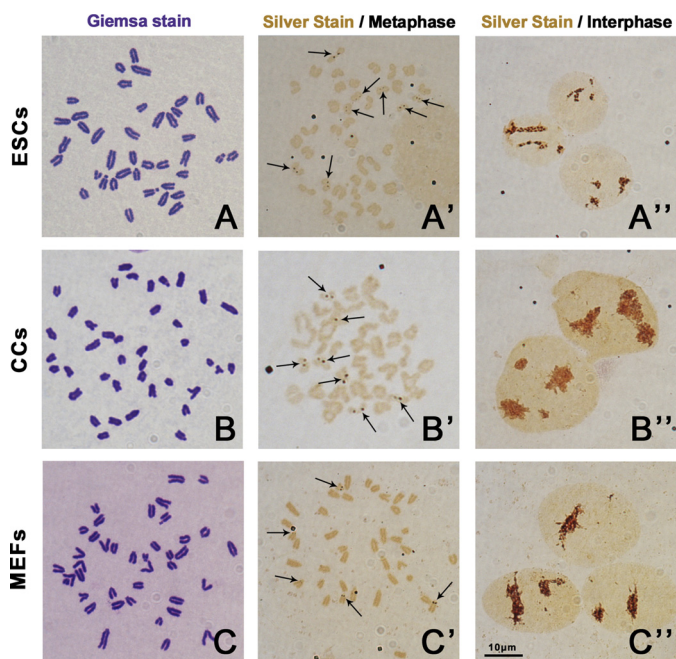 Giemsa stain
Silver Stain / Metaphase
Silver Stain / Interphase
ESCs
A
A'
A''
CCs
B
B'
B''
MEFs
C
C'
C''
10µm